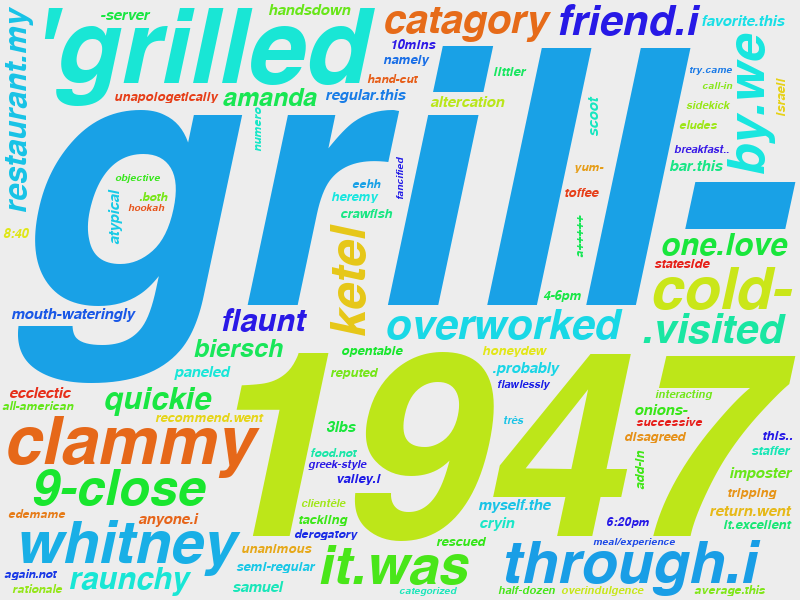 -server
handsdown
'grilled
catagory
friend.i
favorite.this
restaurant.my
10mins
namely
hand-cut
littler
try.came
call-in
sidekick
eludes
breakfast..
bar.this
by.we
Israeli
unapologetically
amanda
regular.this
altercation
numero
scoot
grill-
objective
.both
hookah
atypical
eehh
heremy
crawfish
fancified
yum-
toffee
a+++++
8:40
ketel
4-6pm
one.love
stateside
cold-
.visited
mouth-wateringly
flaunt
overworked
biersch
paneled
opentable
reputed
honeydew
.probably
flawlessly
1947
ecclectic
all-american
quickie
recommend.went
clammy
3lbs
très
interacting
onions-
successive
disagreed
this..
staffer
food.not
greek-style
valley.i
add-in
imposter
tripping
return.went
it.excellent
9-close
edemame
anyone.i
clientèle
tackling
derogatory
myself.the
cryin
6:20pm
whitney
unanimous
semi-regular
samuel
again.not
rationale
raunchy
it.was
rescued
categorized
meal/experience
through.i
half-dozen
overindulgence
average.this